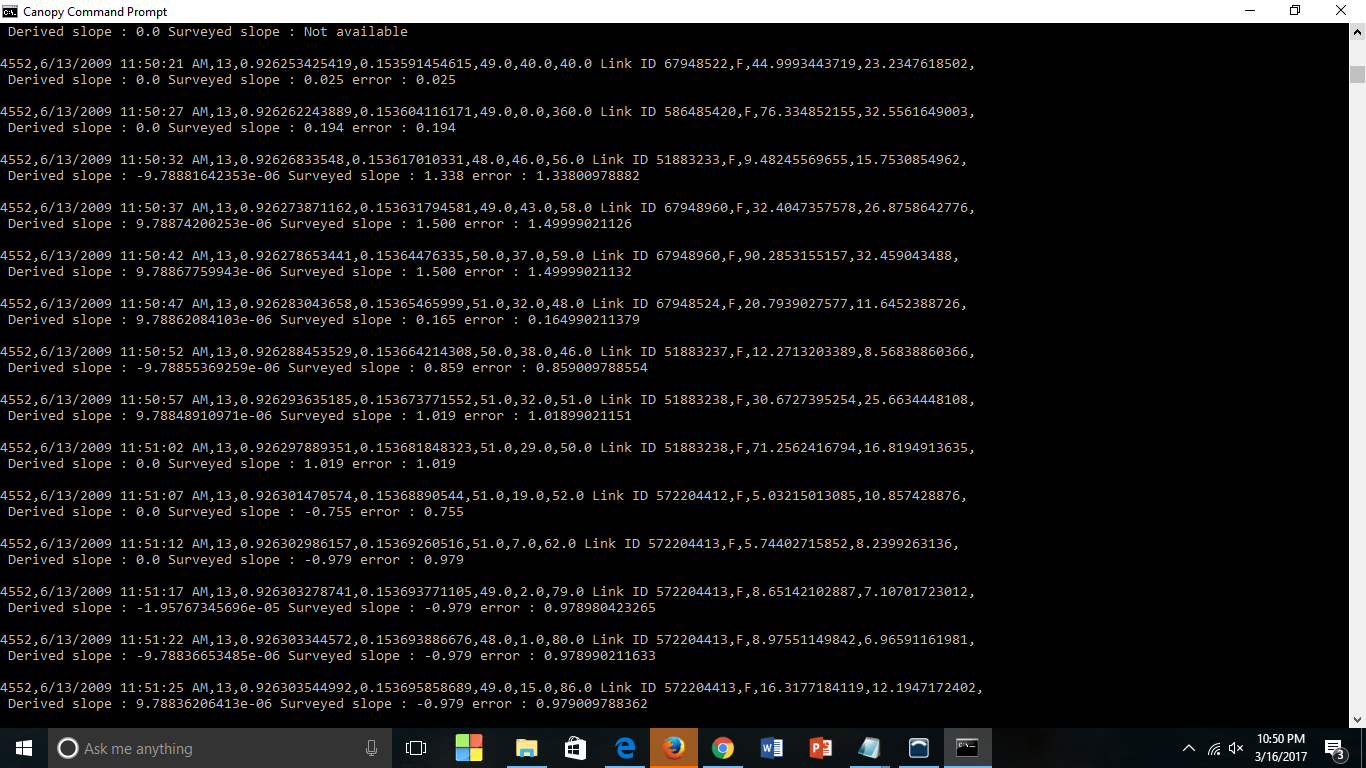 Canopy Command Prompt
Derived slope : 0.0 Surveyed slope : Not available
4552,6/13/2009 11:50:21 AM,13,0.926253425419,0.153591454615,49.0,40.0,40.0 Link ID 67948522,F,44.9993443719,23.2347618502,
Derived slope : 0.0 Surveyed slope : 0.025 error : 0.025
4552,6/13/2009 11:50:27 AM,13,0.926262243889,0.153604116171,49.0,0.0,360.0 Link ID 586485420,F,76.334852155,32.5561649003,
Derived slope : 0.0 Surveyed slope : 0.194 error : 0.194
4552,6/13/2009 11:50:32 AM,13,0.92626833548,0.153617010331,48.0,46.0,56.0 Link ID 51883233,F,9.48245569655,15.7530854962,
Derived slope : -9.78881642353e-06 Surveyed slope : 1.338 error : 1.33800978882
4552,6/13/2009 11:50:37 AM,13,0.926273871162,0.153631794581,49.0,43.0,58.0 Link ID 67948960,F,32.4047357578,26.8758642776,
Derived slope : 9.78874200253e-06 Surveyed slope : 1.500 error : 1.49999021126
4552,6/13/2009 11:50:42 AM,13,0.926278653441,0.15364476335,50.0,37.0,59.0 Link ID 67948960,F,90.2853155157,32.459043488,
Derived slope : 9.78867759943e-06 Surveyed slope : 1.500 error : 1.49999021132
4552,6/13/2009 11:50:47 AM,13,0.926283043658,0.15365465999,51.0,32.0,48.0 Link ID 67948524,F,20.7939027577,11.6452388726,
Derived slope : 9.78862084103e-06 Surveyed slope : 0.165 error : 0.164990211379
4552,6/13/2009 11:50:52 AM,13,0.926288453529,0.153664214308,50.0,38.0,46.0 Link ID 51883237,F,12.2713203389,8.56838860366,
Derived slope : -9.78855369259e-06 Surveyed slope : 0.859 error : 0.859009788554
4552,6/13/2009 11:50:57 AM,13,0.926293635185,0.153673771552,51.0,32.0,51.0 Link ID 51883238,F,30.6727395254,25.6634448108,
Derived slope : 9.78848910971e-06 Surveyed slope : 1.019 error : 1.01899021151
4552,6/13/2009 11:51:02 AM,13,0.926297889351,0.153681848323,51.0,29.0,50.0 Link ID 51883238,F,71.2562416794,16.8194913635,
Derived slope : 0.0 Surveyed slope : 1.019 error : 1.019
4552,6/13/2009 11:51:07 AM,13,0.926301470574,0.15368890544,51.0,19.0,52.0 Link ID 572204412,F,5.03215013085,10.857428876,
Derived slope : 0.0 Surveyed slope : -0.755 error : 0.755
4552,6/13/2009 11:51:12 AM,13,0.926302986157,0.15369260516,51.0,7.0,62.0 Link ID 572204413,F,5.74402715852,8.2399263136,
Derived slope : 0.0 Surveyed slope : -0.979 error : 0.979
4552,6/13/2009 11:51:17 AM,13,0.926303278741,0.153693771105,49.0,2.0,79.0 Link ID 572204413,F,8.65142102887,7.10701723012,
Derived slope : -1.95767345696e-05 Surveyed slope : -0.979 error : 0.978980423265
4552,6/13/2009 11:51:22 AM,13,0.926303344572,0.153693886676,48.0,1.0,80.0 Link ID 572204413,F,8.97551149842,6.96591161981,
Derived slope : -9.78836653485e-06 Surveyed slope : -0.979 error : 0.978990211633
4552,6/13/2009 11:51:25 AM,13,0.926303544992,0.153695858689,49.0,15.0,86.0 Link ID 572204413,F,16.3177184119,12.1947172402,
Derived slope : 9.78836206413e-06 Surveyed slope : -0.979 error : 0.979009788362
Ask me anything
10:50 PM
3/16/2017
3